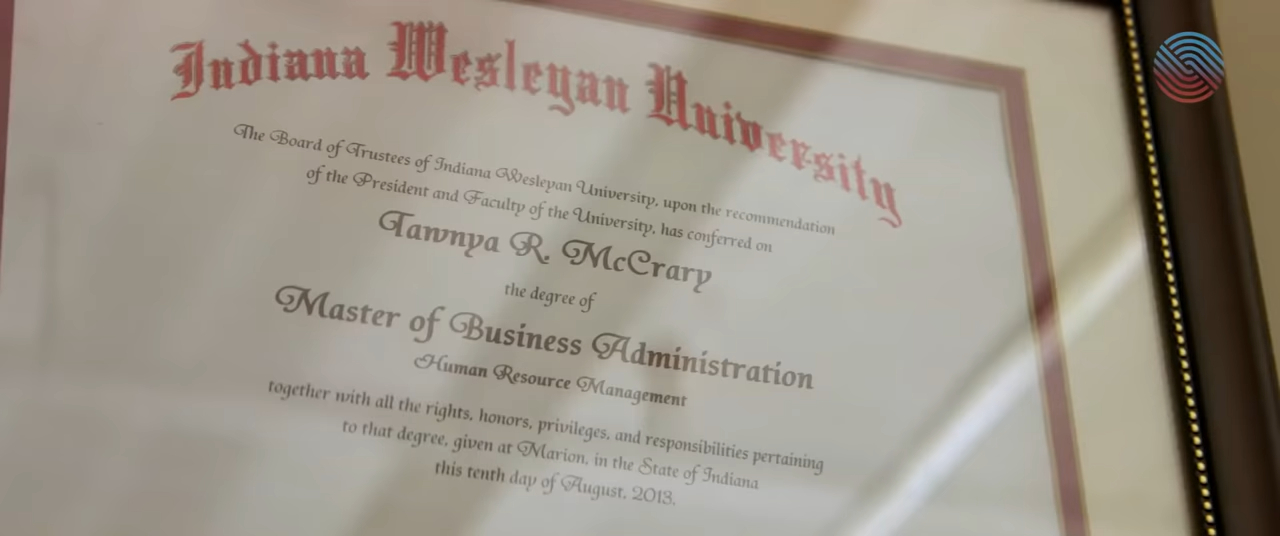 Indiana Wesleyan University
The Board of Trustees of Indiana Wesleyan University, upon the recommendation
of the President and Faculty of the University, has conferred on
Tawnya R. McCrary
the degree of
Master of Business Administration
Human Resource Management
together with all the rights, honors, privileges, and responsibilities pertaining
to that degree, given at Marion, in the State of Indiana
this tenth day of August, 2013.